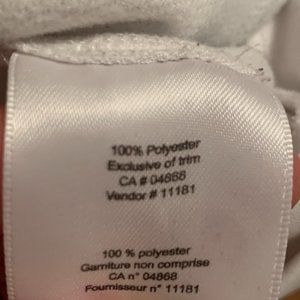 100% Polyester
Exclusive of trim
CA # 04868
Vendor # 11181
100 % polyester
Garniture non comprise
CA n° 04868
Fournisseur n° 11181